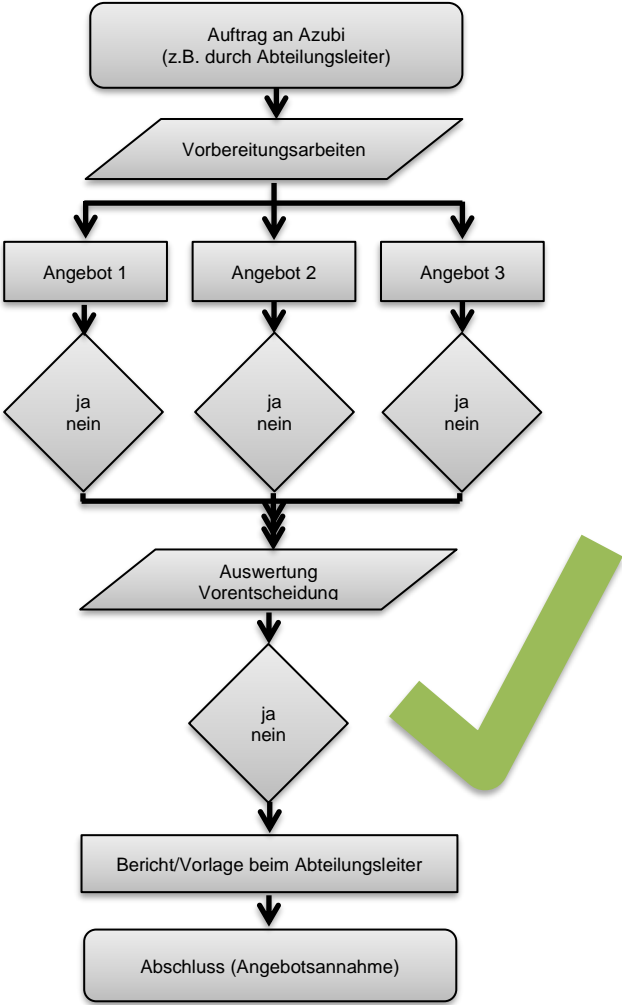 Auftrag an Azubi
(z.B. durch Abteilungsleiter)
Vorbereitungsarbeiten
Angebot 1
Angebot 2
Angebot 3
ja
nein
ja
nein
ja
nein
Auswertung
Vorentscheidung
ja
nein
Bericht/Vorlage beim Abteilungsleiter
Abschluss (Angebotsannahme)